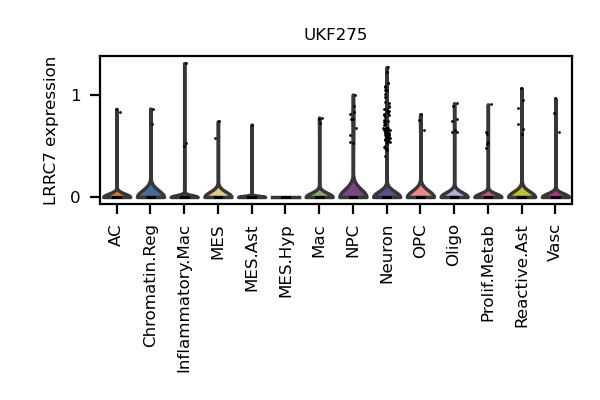 UKF275
LRRC7 expression
1
0
AC
Chromatin.Reg
Inflammatory.Mac
MES
MES.Ast
MES.Hyp
Mac
NPC
Neuron
OPC
Oligo
Prolif.Metab
Reactive.Ast
Vasc